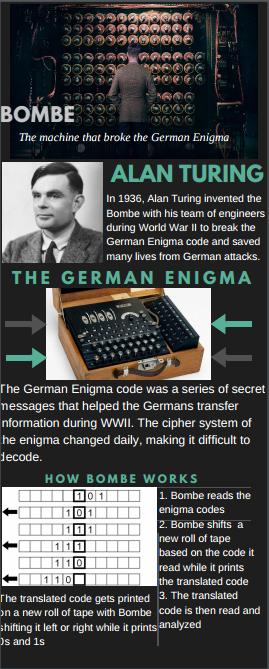 BOMBE
The machine that broke the German Enigma
ALAN TURING
In 1936, Alan Turing invented the
Bombe with his team of engineers
during World War II to break the
German Enigma code and saved
many lives from German attacks.
THE GERMAN ENIGMA
The German Enigma code was a series of secret
messages that helped the Germans transfer
information during WWII. The cipher system of
the enigma changed daily, making it difficult to
decode.
HOW BOMBE WORKS
1 0 1
1 0 1
1 1 1
1 1 1
1 1 0
1 1 0
The translated code gets printed
on a new roll of tape with Bombe
shifting it left or right while it prints
0s and 1s
1. Bombe reads the
enigma codes
2. Bombe shifts a
new roll of tape
based on the code it
read while it prints
the translated code
3. The translated
code is then read and
analyzed